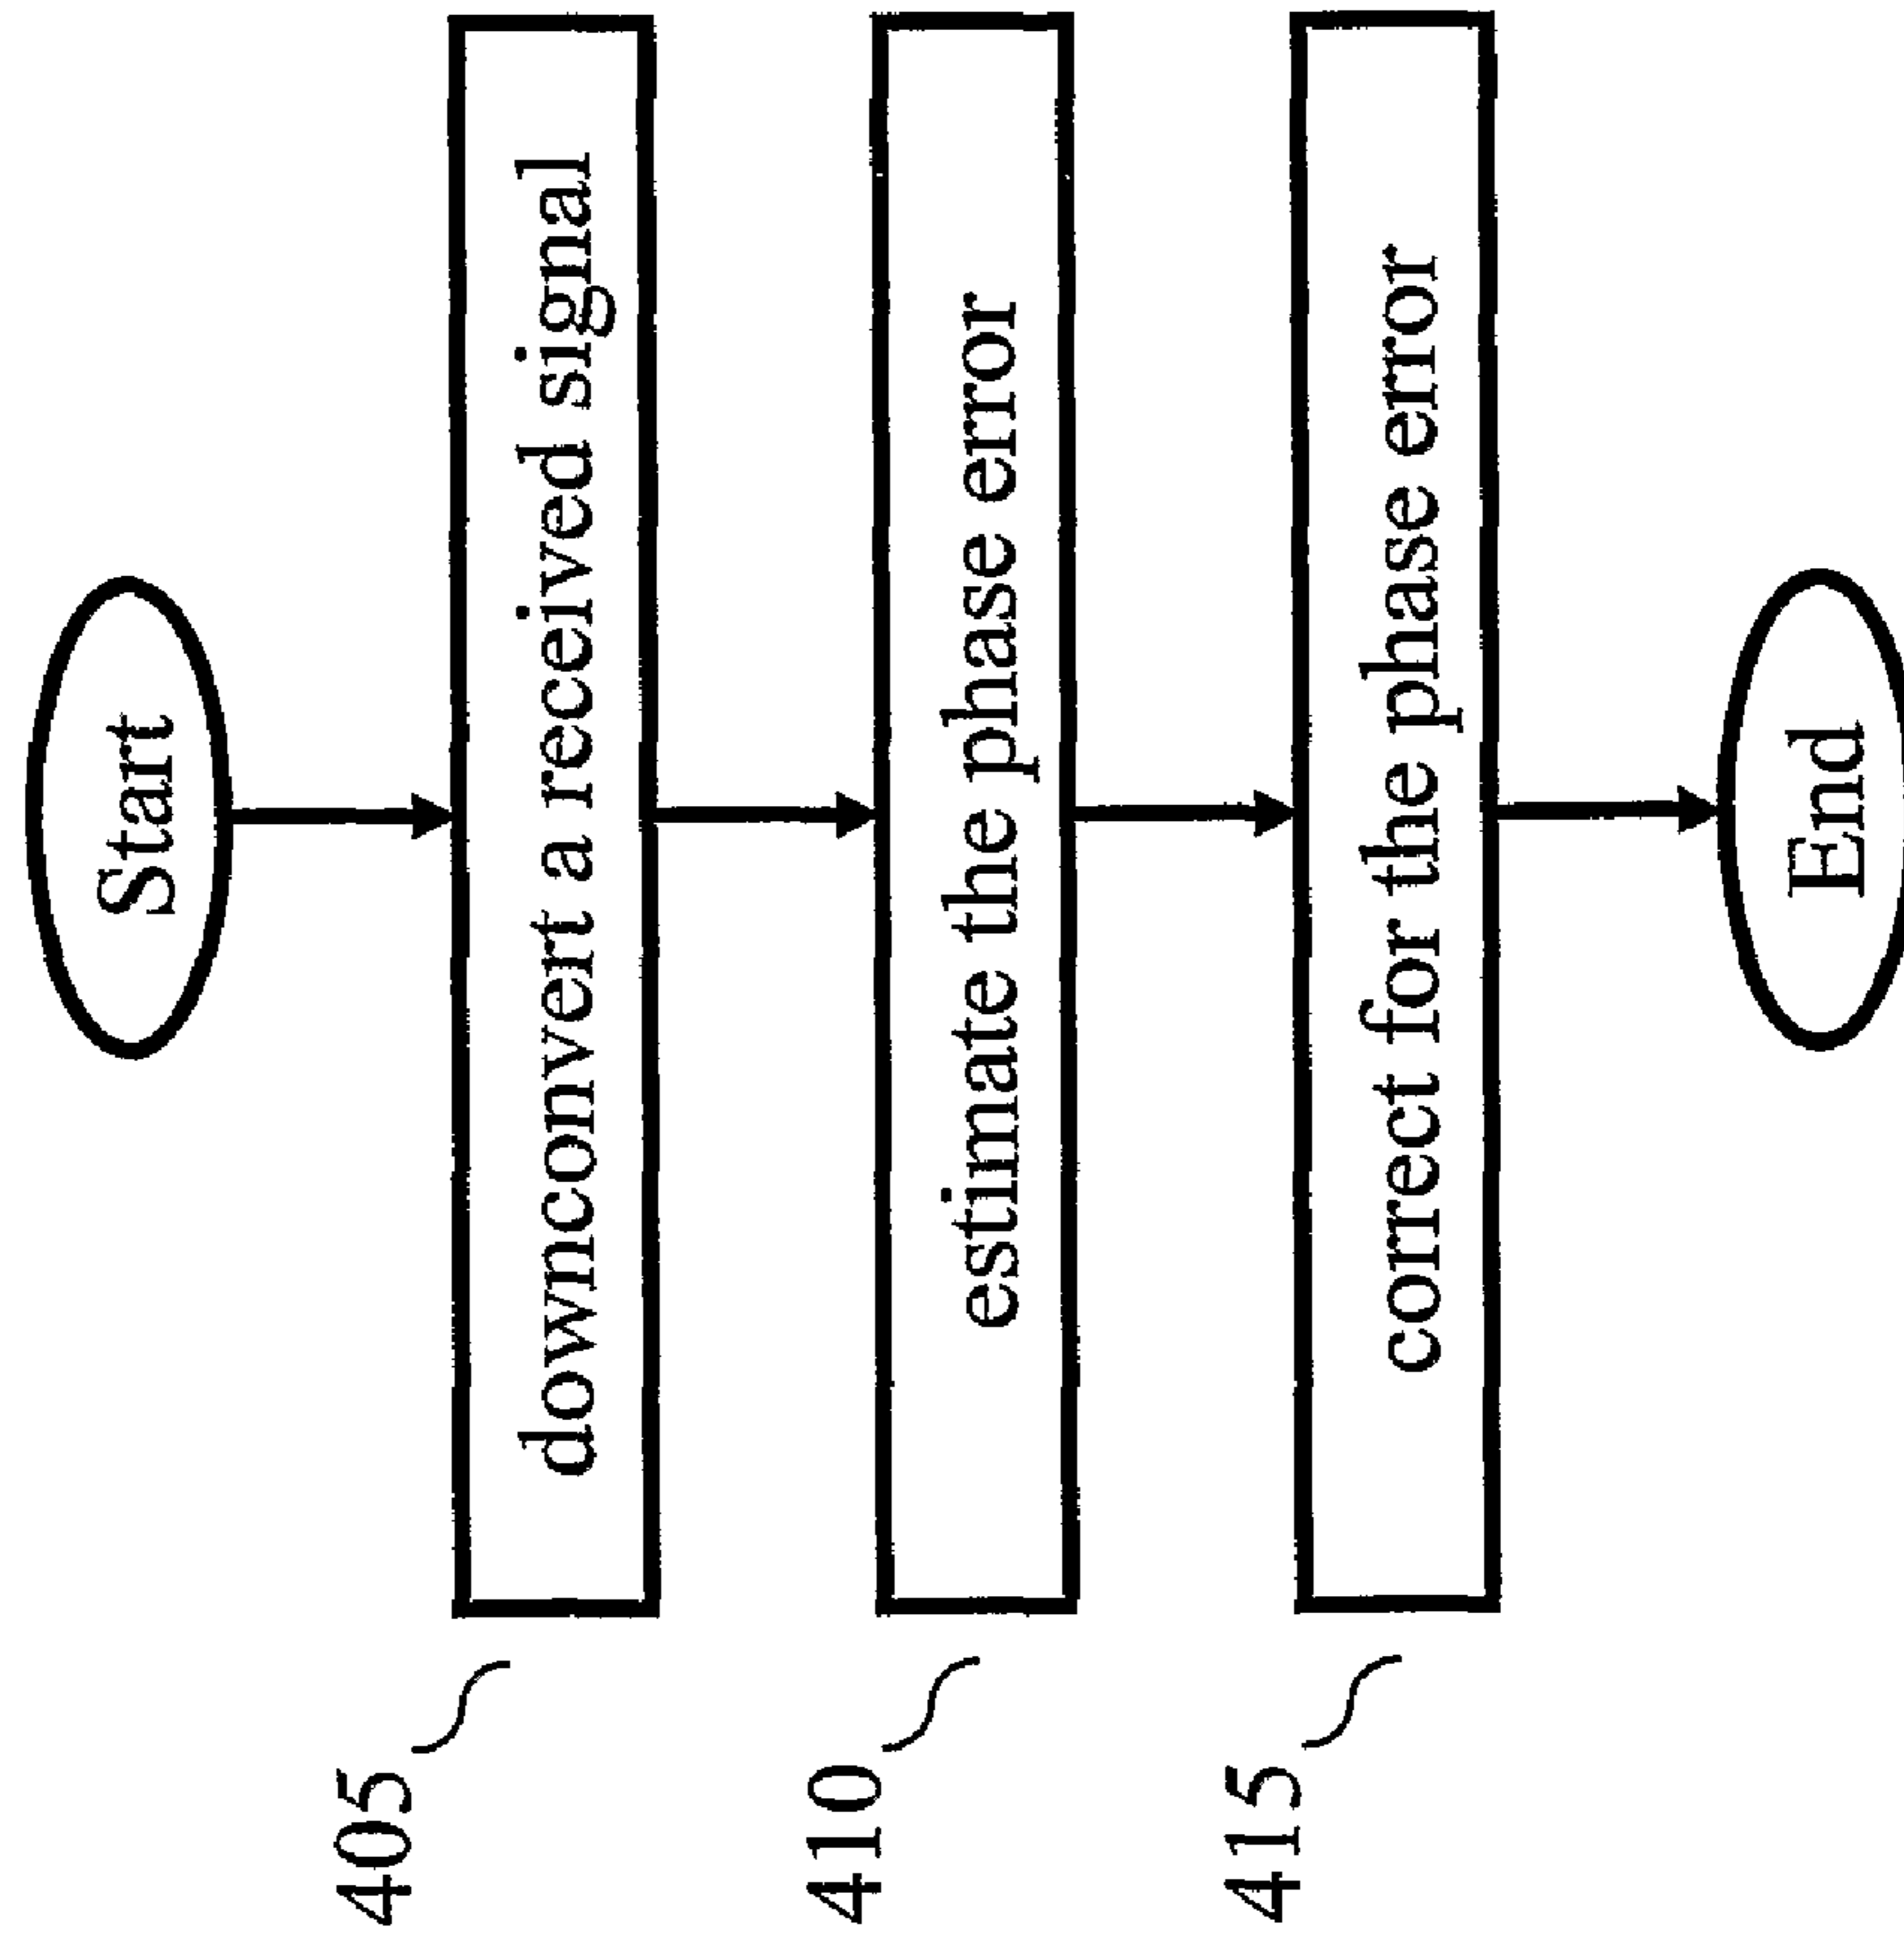 Start
405
downconvert a received signal
410
estimate the phase error
415
correct for the phase error
End